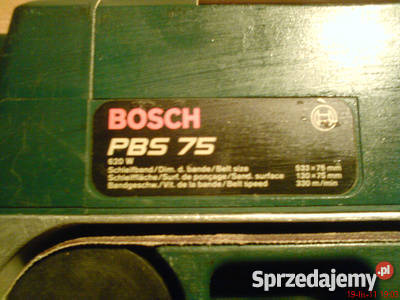 BOSCH
PBS 75
620 W
Schleifband/Dim. d. bande/Belt size 533×75 mm
Schleiffläche/Surf. de ponçage/Sand. surface 130×75 mm
Bandgeschw./Vit. de la bande/Belt speed 330 m/min
Sprzedajemy.pl